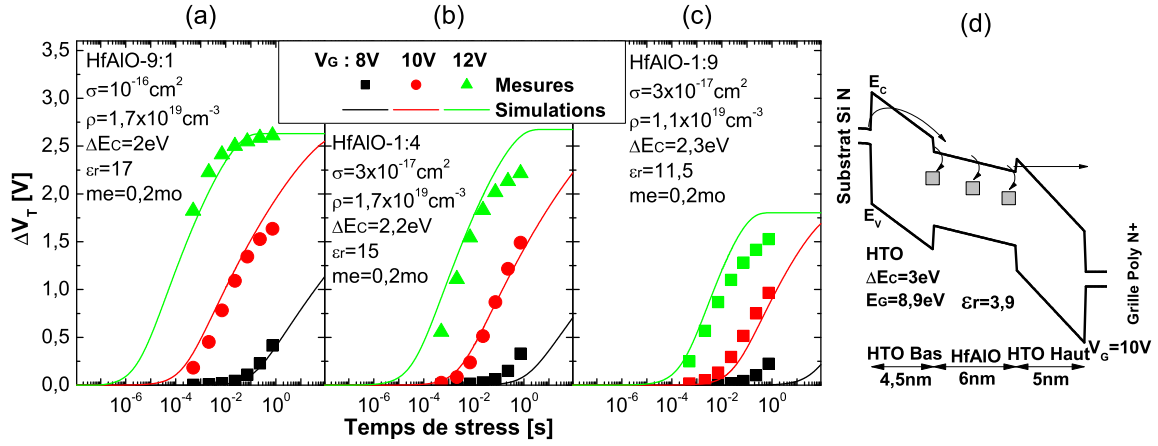 (a)
(b)
(c)
(d)
ΔV_T [V]
3,5
3,0
2,5
2,0
1,5
1,0
0,5
0,0
HfAlO-9:1
σ=10^-16cm^2
ρ=1,7x10^19cm^-3
ΔEc=2eV
εr=17
me=0,2mo
VG : 8V 10V 12V
Mesures
Simulations
HfAlO-1:4
σ=3x10^-17cm^2
ρ=1,7x10^19cm^-3
ΔEc=2,2eV
εr=15
me=0,2mo
HfAlO-1:9
σ=3x10^-17cm^2
ρ=1,1x10^19cm^-3
ΔEc=2,3eV
εr=11,5
me=0,2mo
10^-6 10^-4 10^-2 10^0
10^-6 10^-4 10^-2 10^0
10^-6 10^-4 10^-2 10^0
Temps de stress [s]
Substrat Si N
E_C
E_V
HTO
ΔEc=3eV
EG=8,9eV εr=3,9
Grille Poly N+
V_G=10V
HTO Bas HfAlO HTO Haut
4,5nm 6nm 5nm